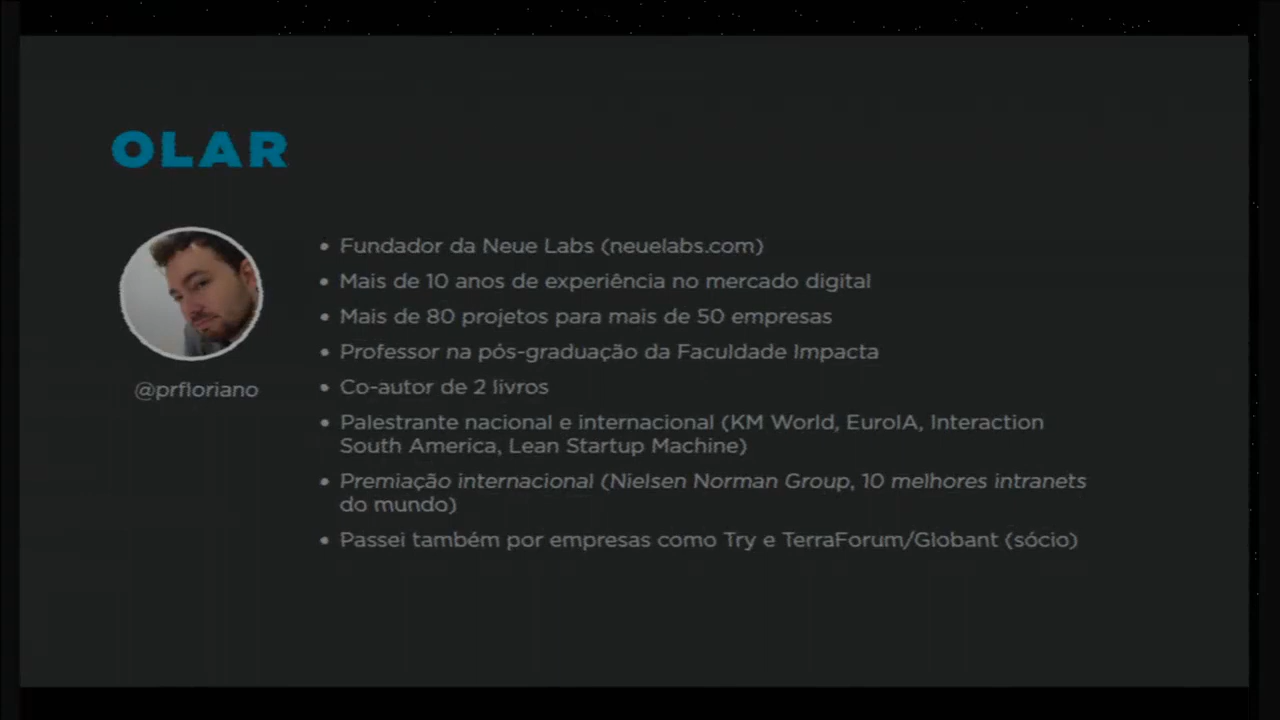 OLAR
@prfloriano
• Fundador da Neue Labs (neuelabs.com)
• Mais de 10 anos de experiência no mercado digital
• Mais de 80 projetos para mais de 50 empresas
• Professor na pós-graduação da Faculdade Impacta
• Co-autor de 2 livros
• Palestrante nacional e internacional (KM World, EuroIA, Interaction
South America, Lean Startup Machine)
• Premiação internacional (Nielsen Norman Group, 10 melhores intranets
do mundo)
• Passei também por empresas como Try e TerraForum/Globant (sócio)